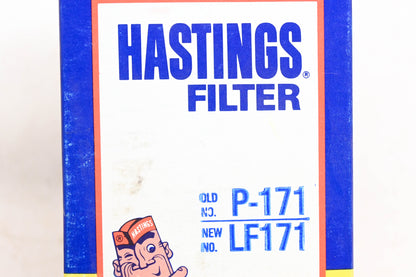 HASTINGS®
FILTER
OLD
NO. P-171
NEW
NO. LF171
HASTINGS
®